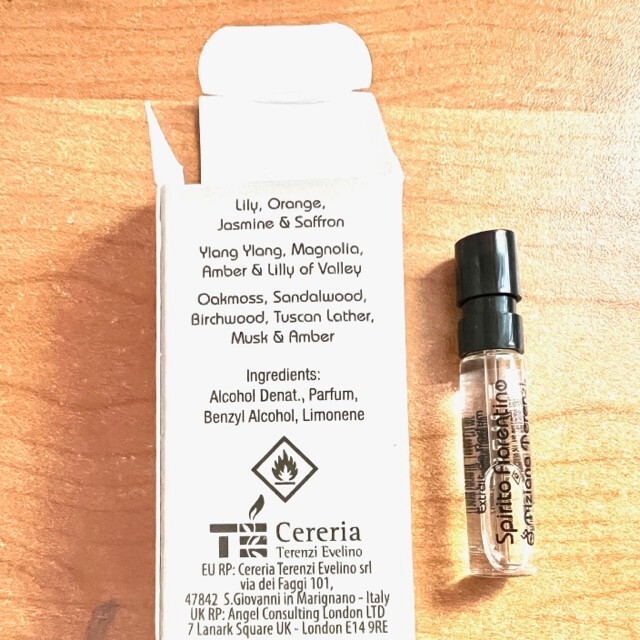 Lily, Orange,
Jasmine & Saffron
Ylang Ylang, Magnolia,
Amber & Lilly of Valley
Oakmoss, Sandalwood,
Birchwood, Tuscan Lather,
Musk & Amber
Ingredients:
Alcohol Denat., Parfum,
Benzyl Alcohol, Limonene
Cereria
Terenzi Evelino
EU RP: Cereria Terenzi Evelino srl
via dei Faggi 101,
47842 S.Giovanni in Marignano - Italy
UK RP: Angel Consulting London LTD
7 Lanark Square UK - London E14 9RE
Spirito Fiorentino